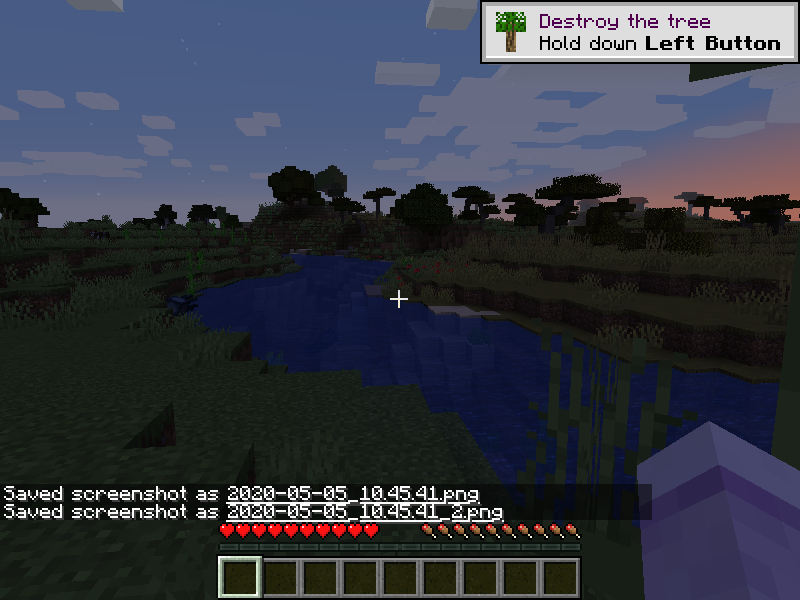 Destroy the tree
Hold down Left Button
Saved screenshot as 2020-05-05_10.45.41.png
Saved screenshot as 2020-05-05_10.45.41_2.png